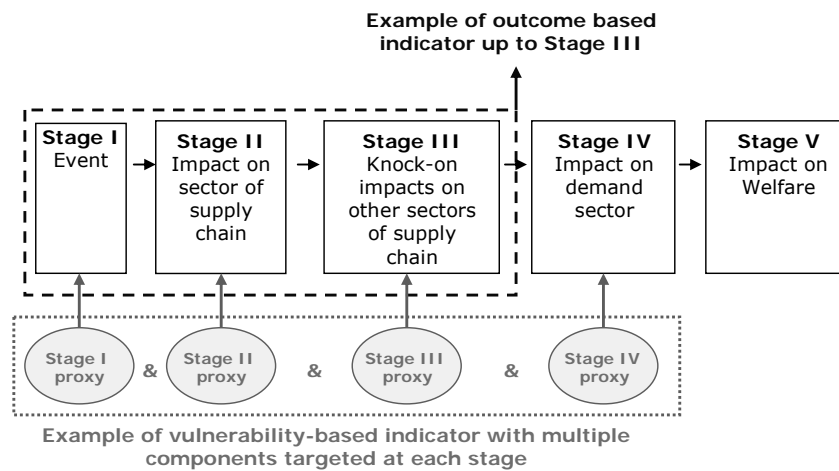 Example of outcome based
indicator up to Stage III
Stage I
Event
Stage II
Impact on
sector of
supply
chain
Stage III
Knock-on
impacts on
other sectors
of supply
chain
Stage IV
Impact on
demand
sector
Stage V
Impact on
Welfare
Stage I
proxy
&
Stage II
proxy
&
Stage III
proxy
&
Stage IV
proxy
Example of vulnerability-based indicator with multiple
components targeted at each stage